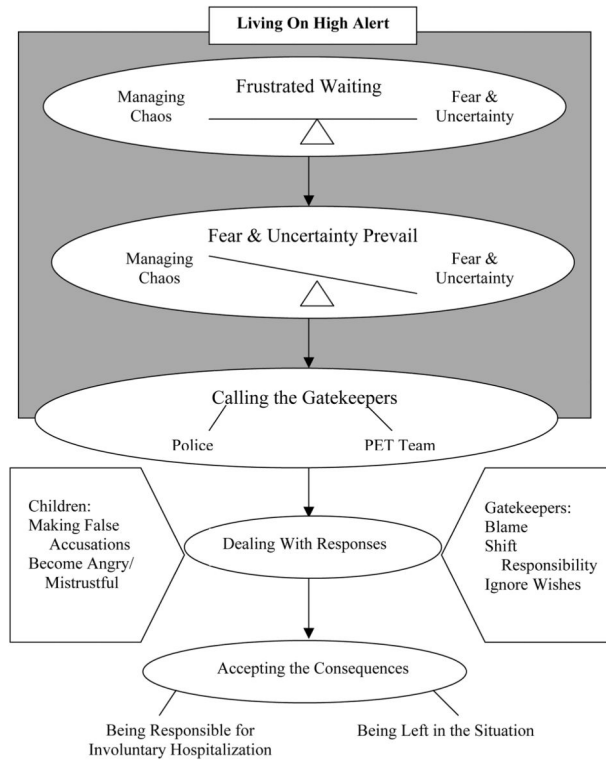 Living On High Alert
Frustrated Waiting
Managing
Chaos
Fear &
Uncertainty
Fear & Uncertainty Prevail
Managing
Chaos
Fear &
Uncertainty
Calling the Gatekeepers
Police
PET Team
Children:
Making False
Accusations
Become Angry/
Mistrustful
Dealing With Responses
Gatekeepers:
Blame
Shift
Responsibility
Ignore Wishes
Accepting the Consequences
Being Responsible for
Involuntary Hospitalization
Being Left in the Situation